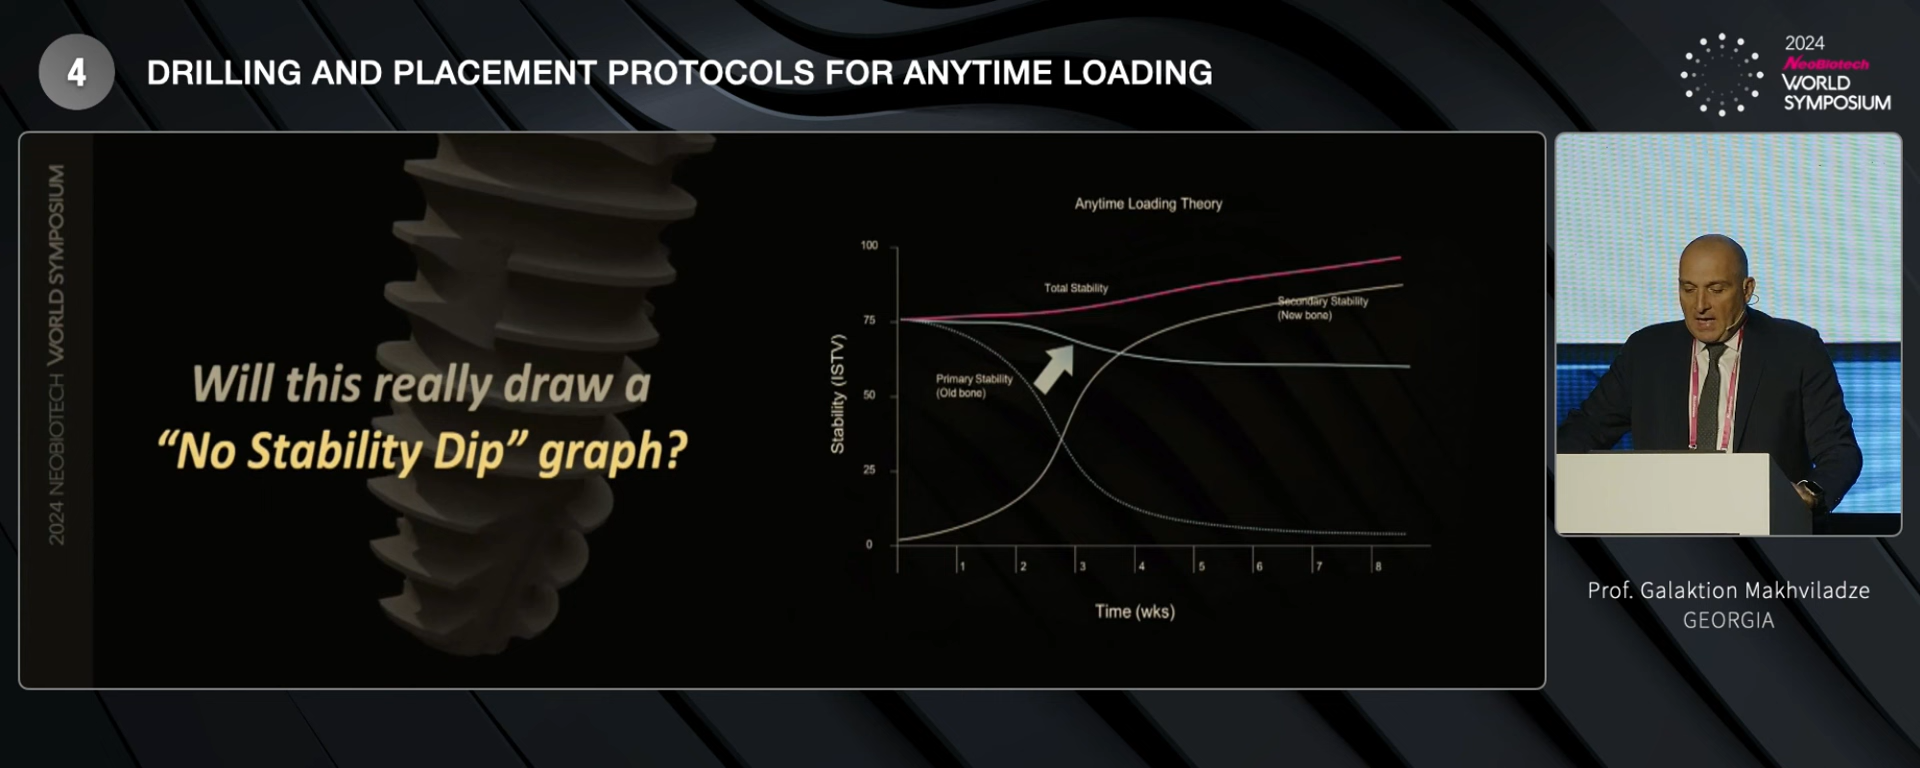 4
DRILLING AND PLACEMENT PROTOCOLS FOR ANYTIME LOADING
2024
NeoBiotech
WORLD
SYMPOSIUM
2024 NEOBIOTECH WORLD SYMPOSIUM
Will this really draw a
“No Stability Dip” graph?
Anytime Loading Theory
Stability (ISTV)
100
75
50
25
0
Total Stability
Secondary Stability
(New bone)
Primary Stability
(Old bone)
1 2 3 4 5 6 7 8
Time (wks)
Prof. Galaktion Makhviladze
GEORGIA